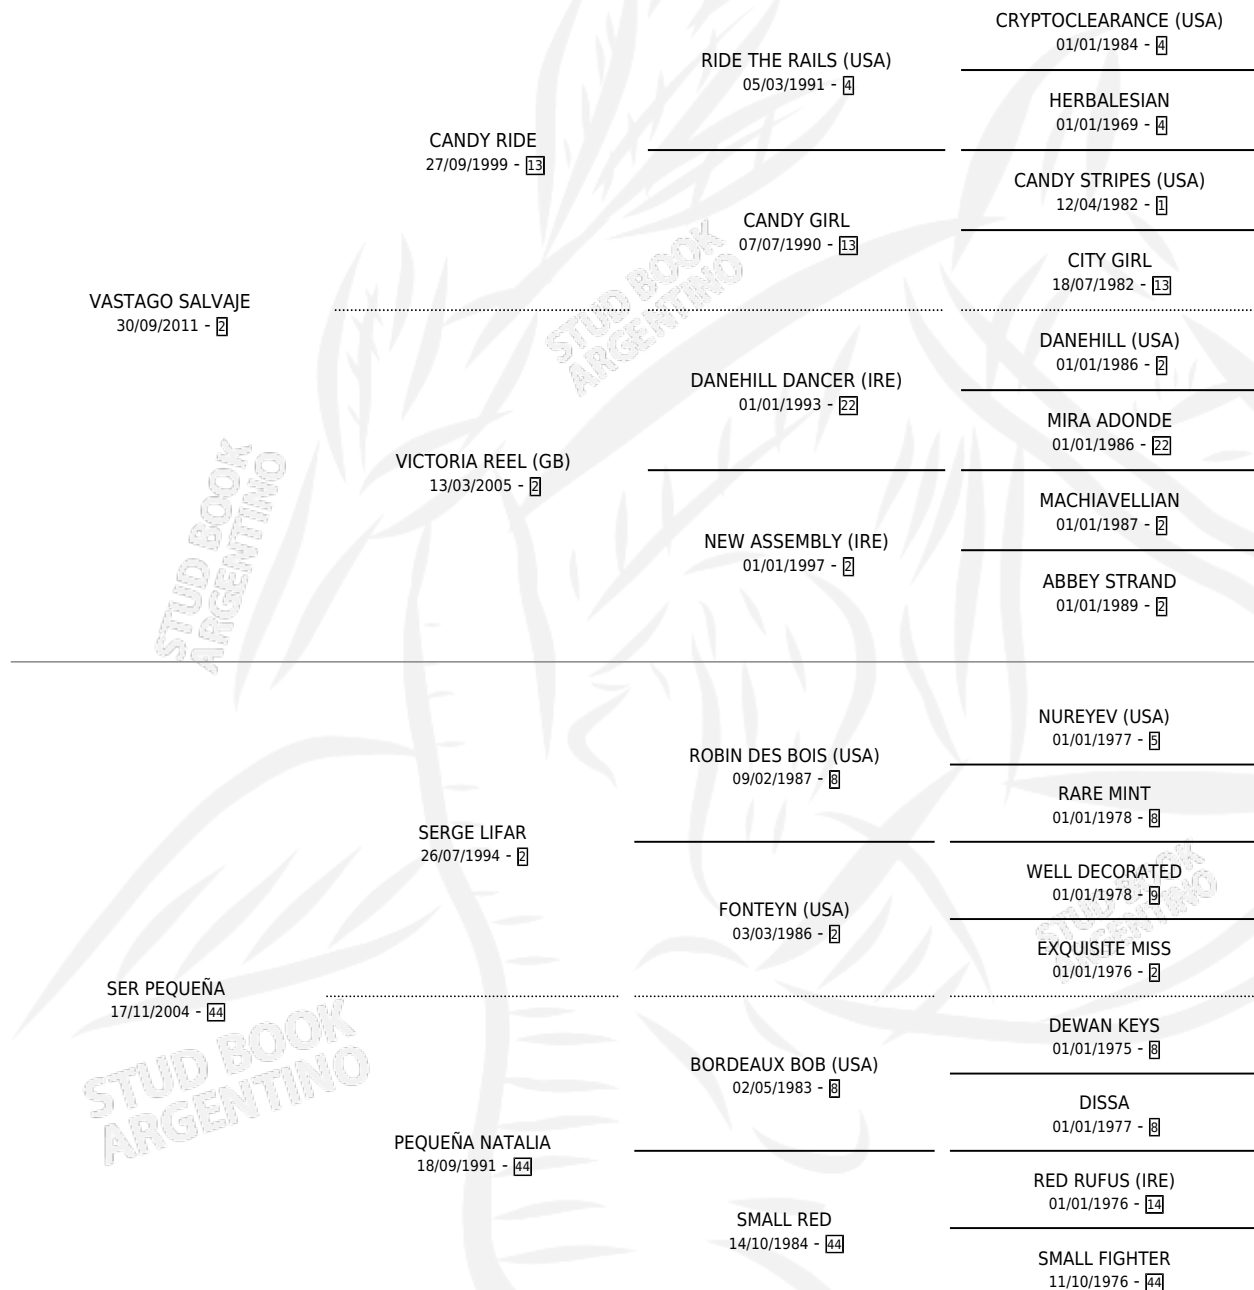 CRYPTOCLEARANCE (USA)
01/01/1984 - 4
RIDE THE RAILS (USA)
05/03/1991 - 4
HERBALESIAN
01/01/1969 - 4
CANDY RIDE
27/09/1999 - 13
CANDY STRIPES (USA)
12/04/1982 - 1
CANDY GIRL
07/07/1990 - 13
CITY GIRL
18/07/1982 - 13
VASTAGO SALVAJE
30/09/2011 - 2
DANEHILL (USA)
01/01/1986 - 2
DANEHILL DANCER (IRE)
01/01/1993 - 22
MIRA ADONDE
01/01/1986 - 22
VICTORIA REEL (GB)
13/03/2005 - 2
MACHIAVELLIAN
01/01/1987 - 2
NEW ASSEMBLY (IRE)
01/01/1997 - 2
ABBEY STRAND
01/01/1989 - 2
NUREYEV (USA)
01/01/1977 - 5
ROBIN DES BOIS (USA)
09/02/1987 - 8
RARE MINT
01/01/1978 - 8
SERGE LIFAR
26/07/1994 - 2
WELL DECORATED
01/01/1978 - 9
FONTEYN (USA)
03/03/1986 - 2
EXQUISITE MISS
01/01/1976 - 2
SER PEQUEÑA
17/11/2004 - 44
DEWAN KEYS
01/01/1975 - 8
BORDEAUX BOB (USA)
02/05/1983 - 8
DISSA
01/01/1977 - 8
PEQUEÑA NATALIA
18/09/1991 - 44
RED RUFUS (IRE)
01/01/1976 - 14
SMALL RED
14/10/1984 - 44
SMALL FIGHTER
11/10/1976 - 44
STUD BOOK
ARGENTINO
STUD BOOK
ARGENTINO
STUD BOOK
ARGENTINO
STUD BOOK
ARGENTINO